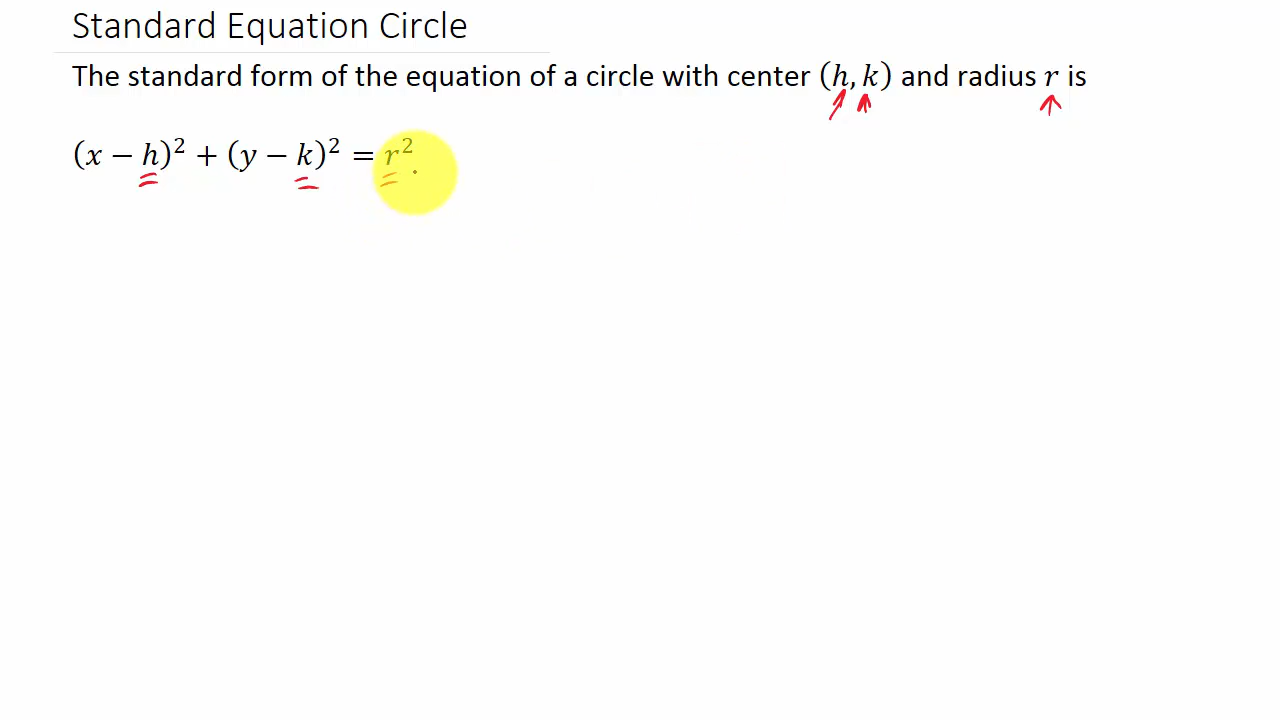 Standard Equation Circle
The standard form of the equation of a circle with center (h, k) and radius r is
(x − h)² + (y − k)² = r²